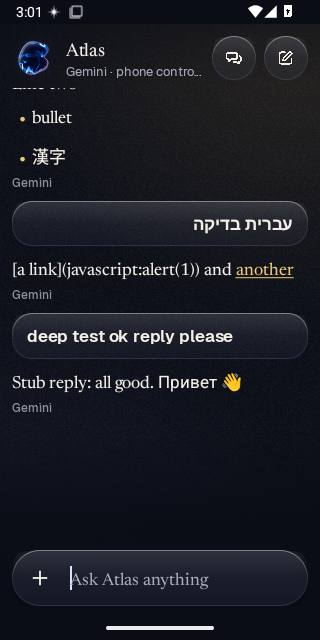 3:01
Atlas
Gemini · phone contro...
• bullet
• 漢字
Gemini
עברית בדיקה
[a link](javascript:alert(1)) and another
Gemini
deep test ok reply please
Stub reply: all good. Привет 👋
Gemini
Ask Atlas anything